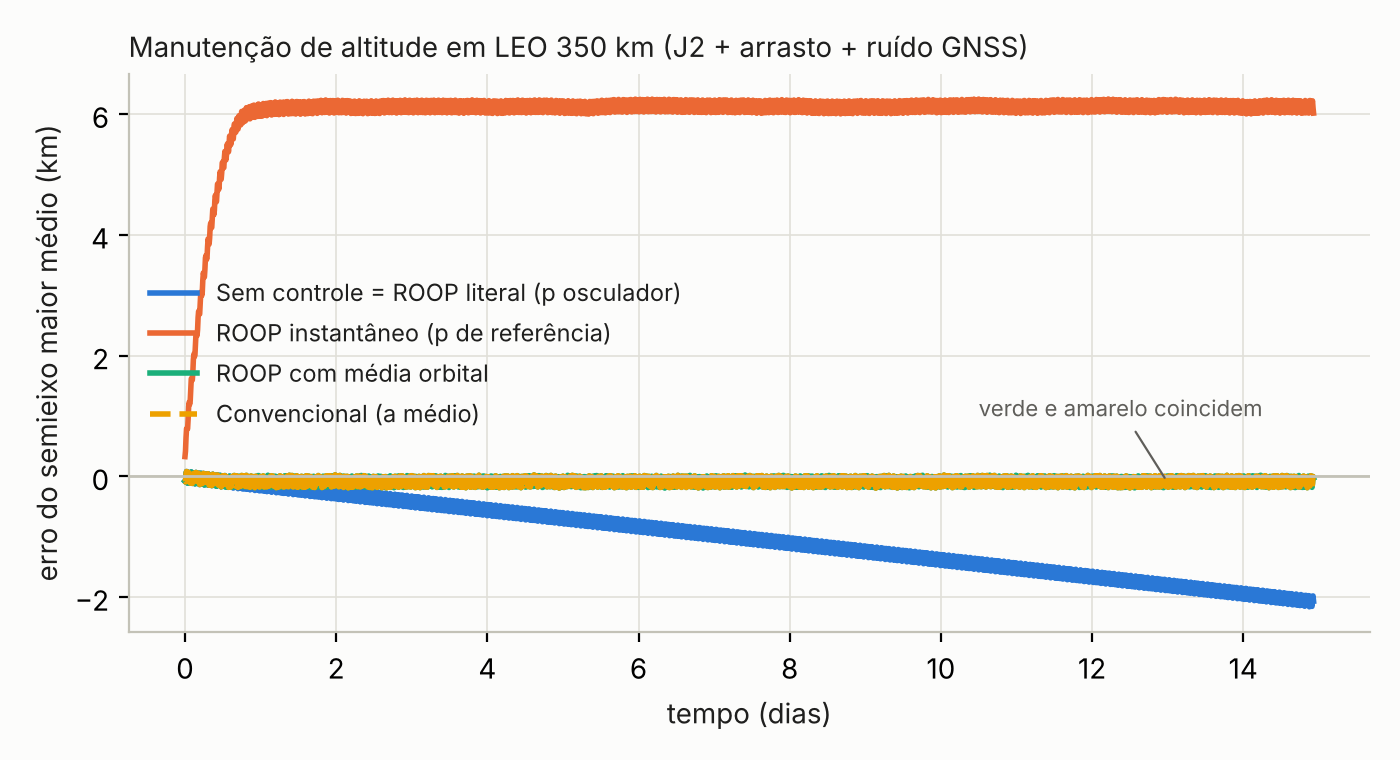 Manutenção de altitude em LEO 350 km (J2 + arrasto + ruído GNSS)
erro do semieixo maior médio (km)
6
4
2
0
−2
Sem controle = ROOP literal (p osculador)
ROOP instantâneo (p de referência)
ROOP com média orbital
Convencional (a médio)
verde e amarelo coincidem
0 2 4 6 8 10 12 14
tempo (dias)